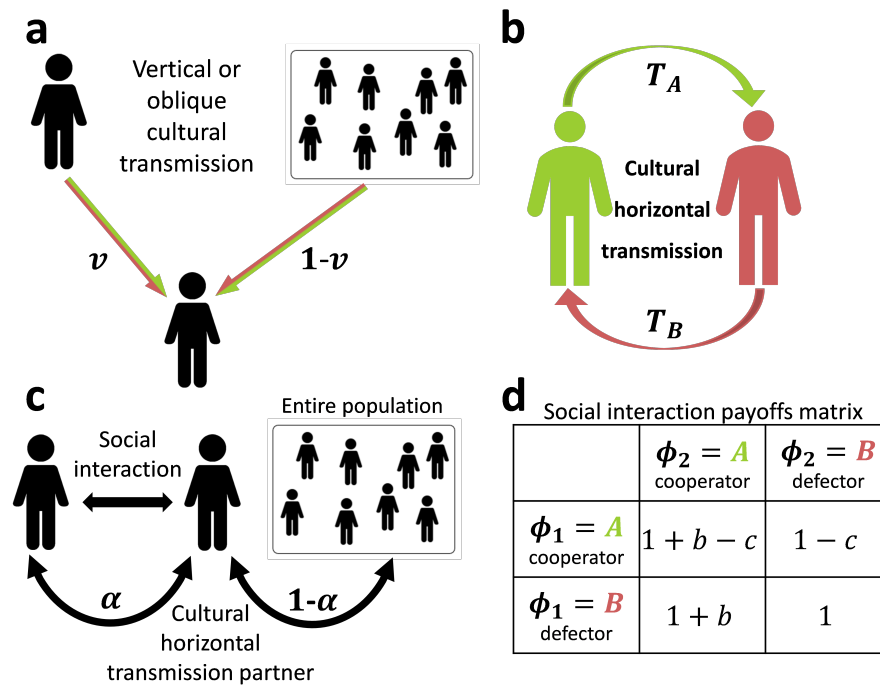 a
Vertical or
oblique
cultural
transmission
v
1-v
b
T_A
Cultural
horizontal
transmission
T_B
c
Entire population
Social
interaction
α
1-α
Cultural
horizontal
transmission partner
d
Social interaction payoffs matrix
ϕ₂ = A
cooperator
ϕ₂ = B
defector
ϕ₁ = A
cooperator
1 + b − c
1 − c
ϕ₁ = B
defector
1 + b
1